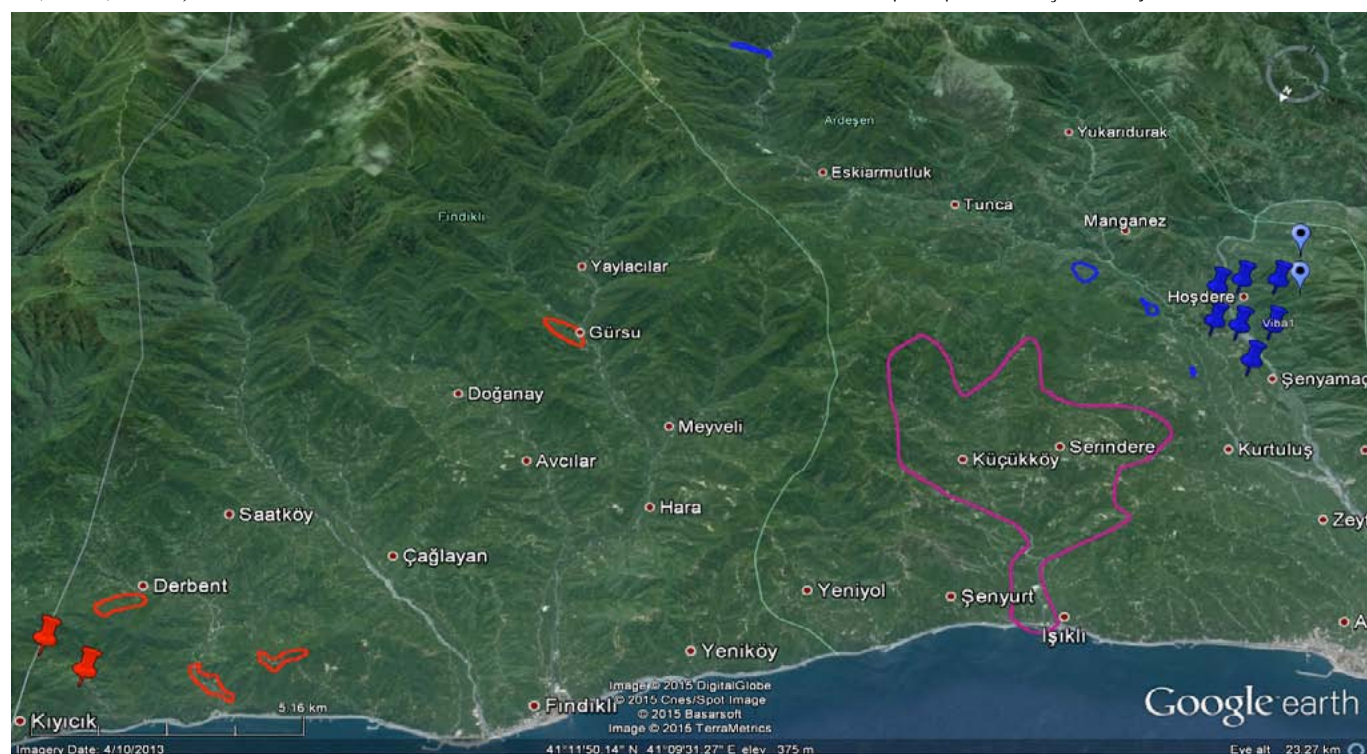 N
Ardeşen
Yukarıdurak
Eskiarmutluk
Tunca
Fındıklı
Manganez
Yaylacılar
Hoşdere
Viba1
Gürsu
Şenyamaç
Doğanay
Meyveli
Avcılar
Küçükköy
Serindere
Kurtuluş
Saatköy
Hara
Çağlayan
Derbent
Yeniyol
Şenyurt
Işıklı
A
Yeniköy
Image © 2015 DigitalGlobe
© 2015 Cnes/Spot Image
© 2015 Basarsoft
Image © 2015 TerraMetrics
Google earth
5.16 km
Fındıklı
Kıyıcık
Imagery Date: 4/10/2013
41°11'50.14" N 41°09'31.27" E elev 375 m
Eye alt 23.27 km